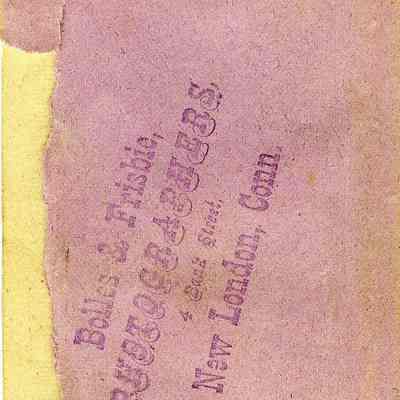 Bolles & Frisbie,
PHOTOGRAPHERS,
4 Bank Street,
New London, Conn.